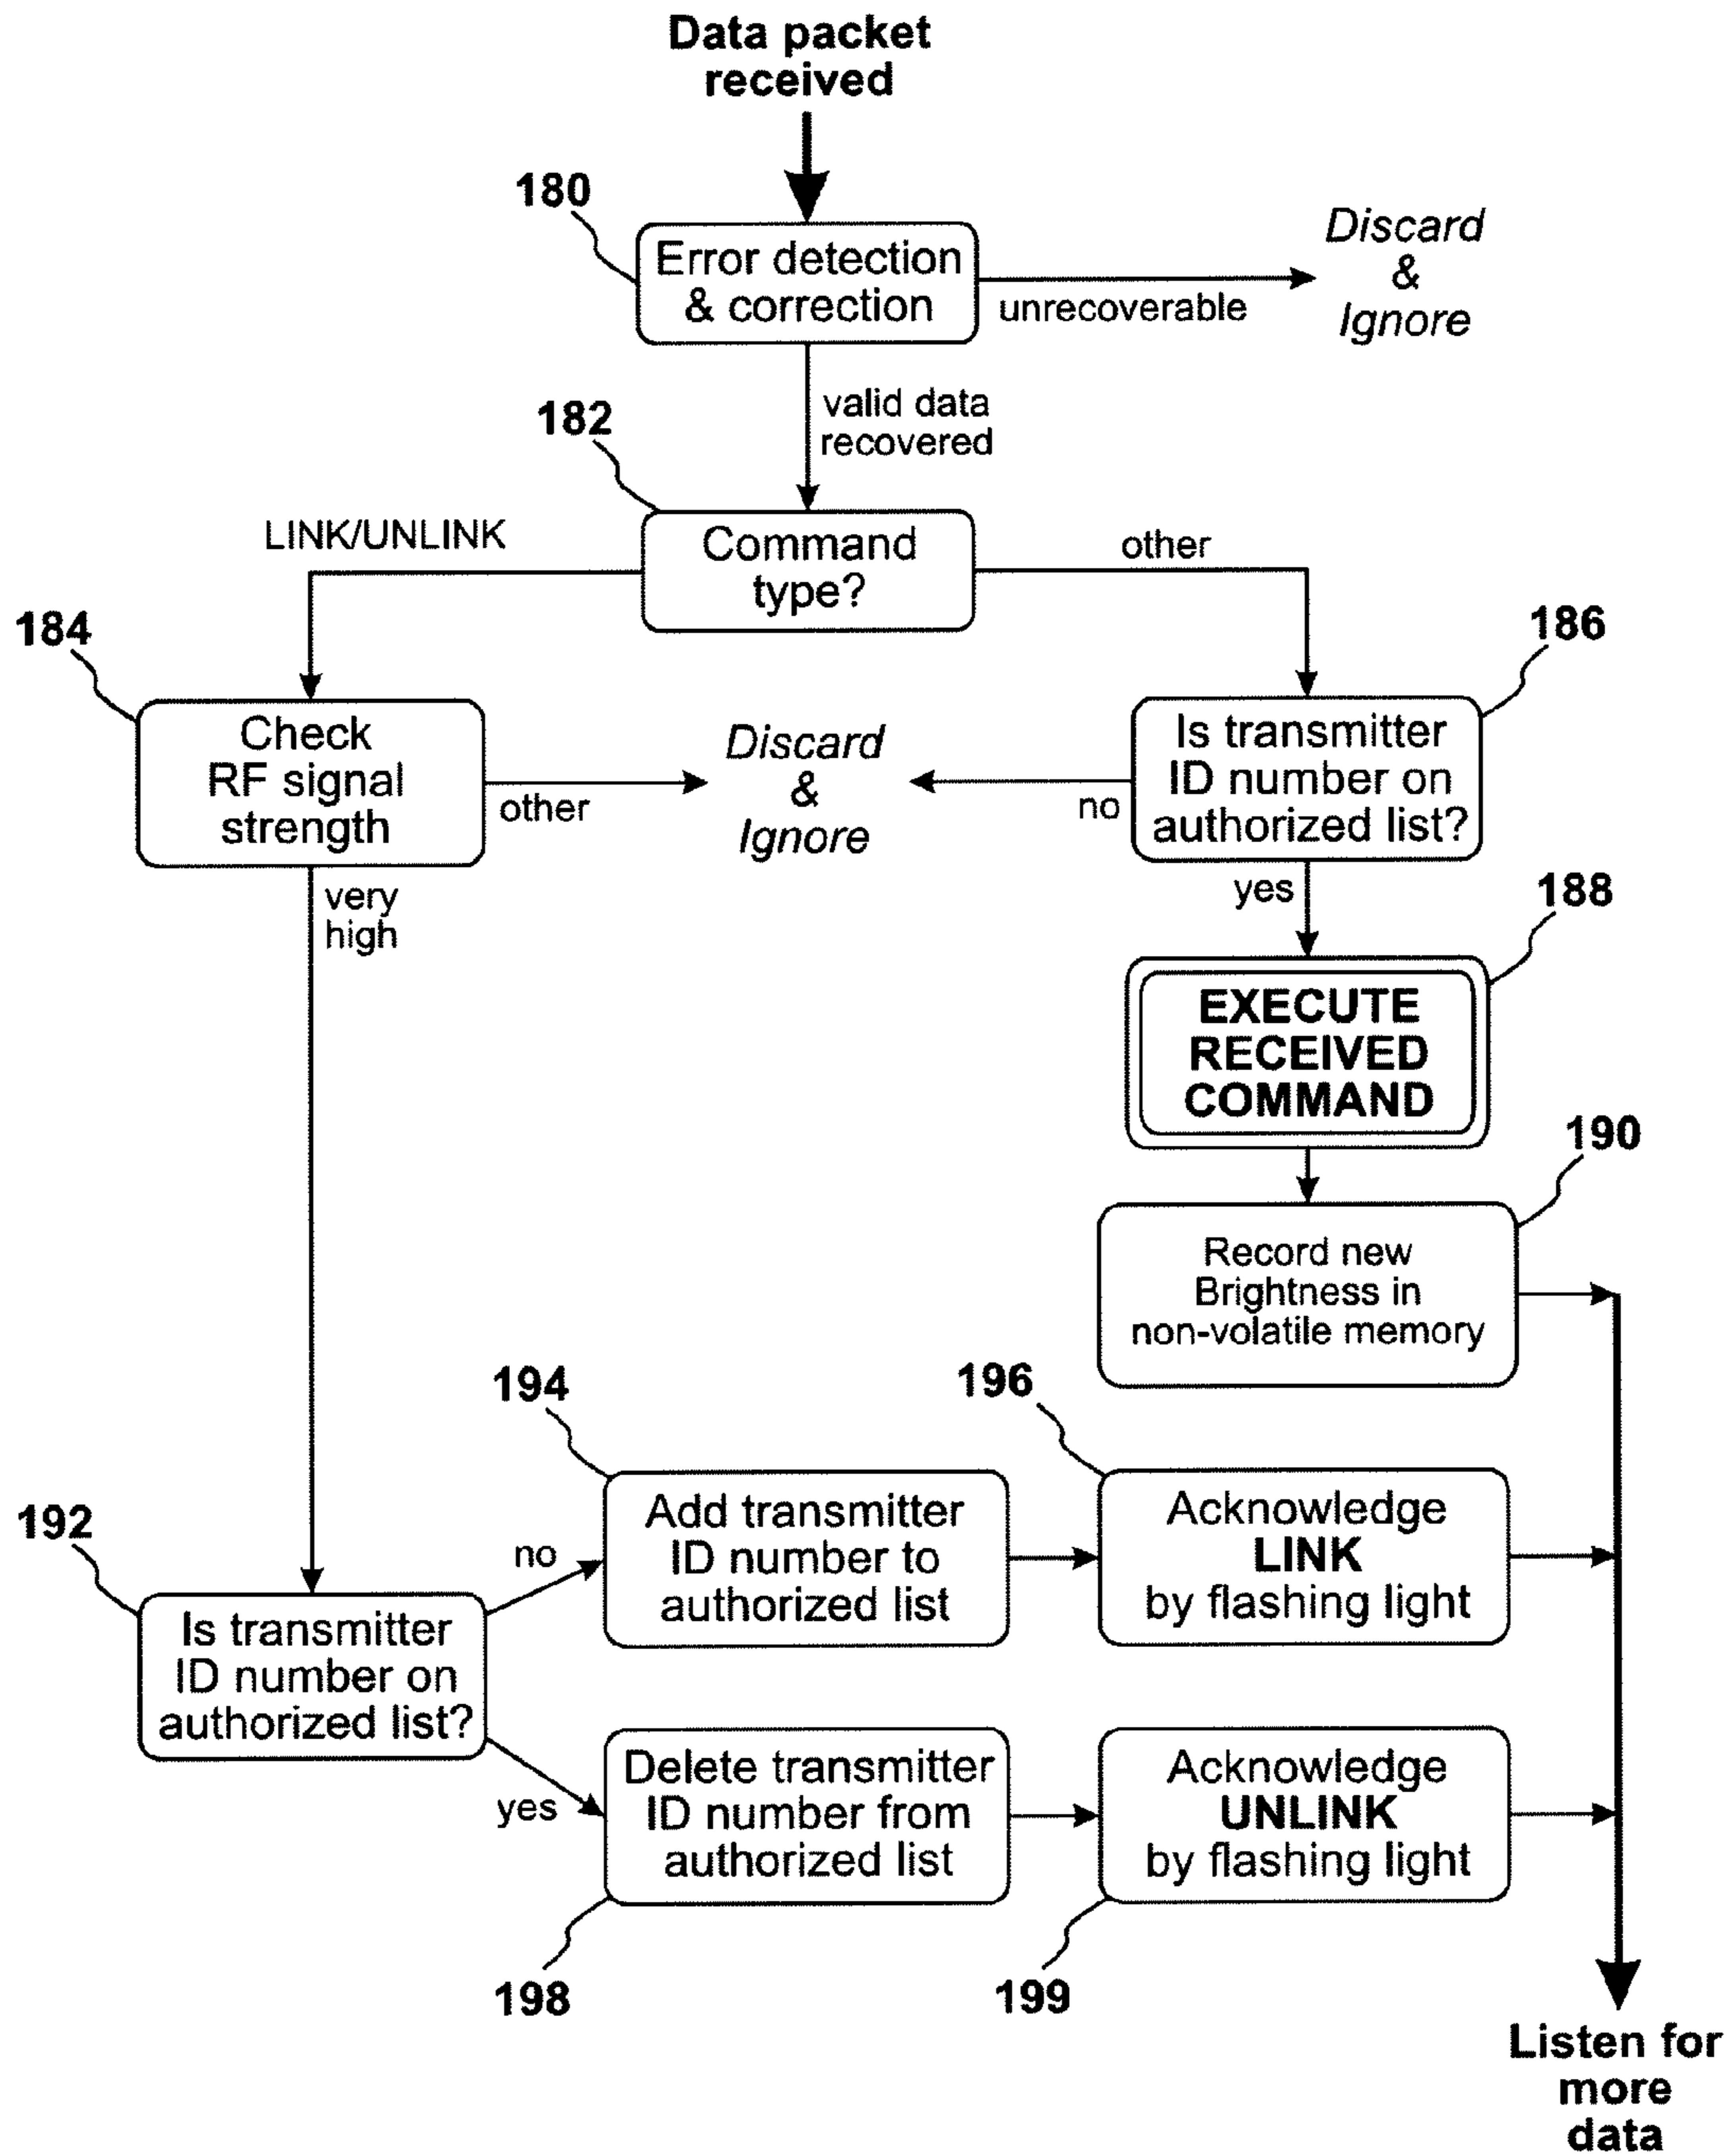 Data packet
received
180
Error detection
& correction
unrecoverable
Discard
&
Ignore
valid data
recovered
182
Command
type?
LINK/UNLINK
other
184
Check
RF signal
strength
other
Discard
&
Ignore
186
Is transmitter
ID number on
authorized list?
no
yes
very
high
188
EXECUTE
RECEIVED
COMMAND
190
Record new
Brightness in
non-volatile memory
192
Is transmitter
ID number on
authorized list?
no
194
Add transmitter
ID number to
authorized list
196
Acknowledge
LINK
by flashing light
yes
Delete transmitter
ID number from
authorized list
198
Acknowledge
UNLINK
by flashing light
199
Listen for
more
data